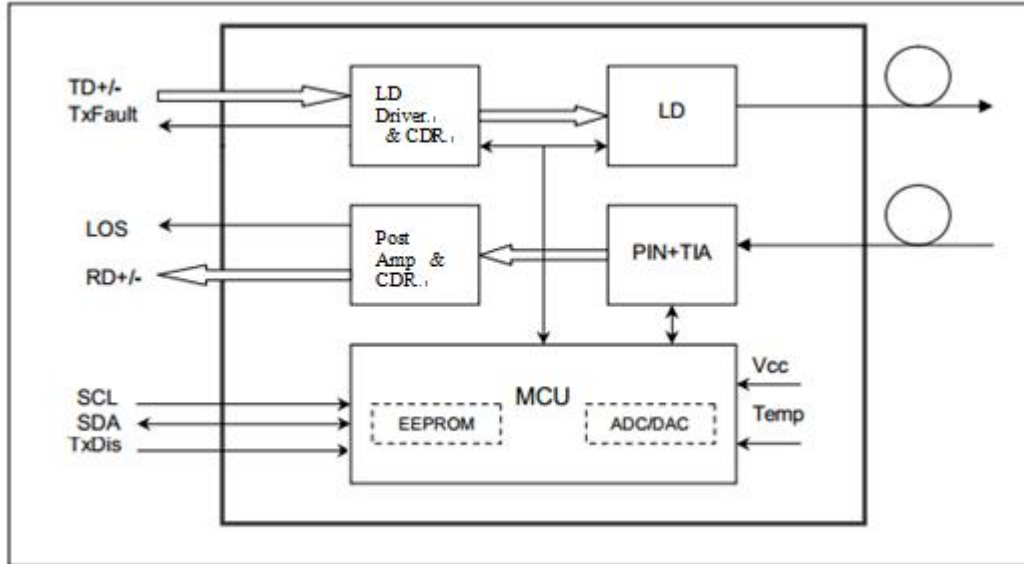 TD+/-
TxFault
LD
Driver.
& CDR.
LD
LOS
RD+/-
Post
Amp &
CDR.
PIN+TIA
SCL
SDA
TxDis
MCU
EEPROM
ADC/DAC
Vcc
Temp